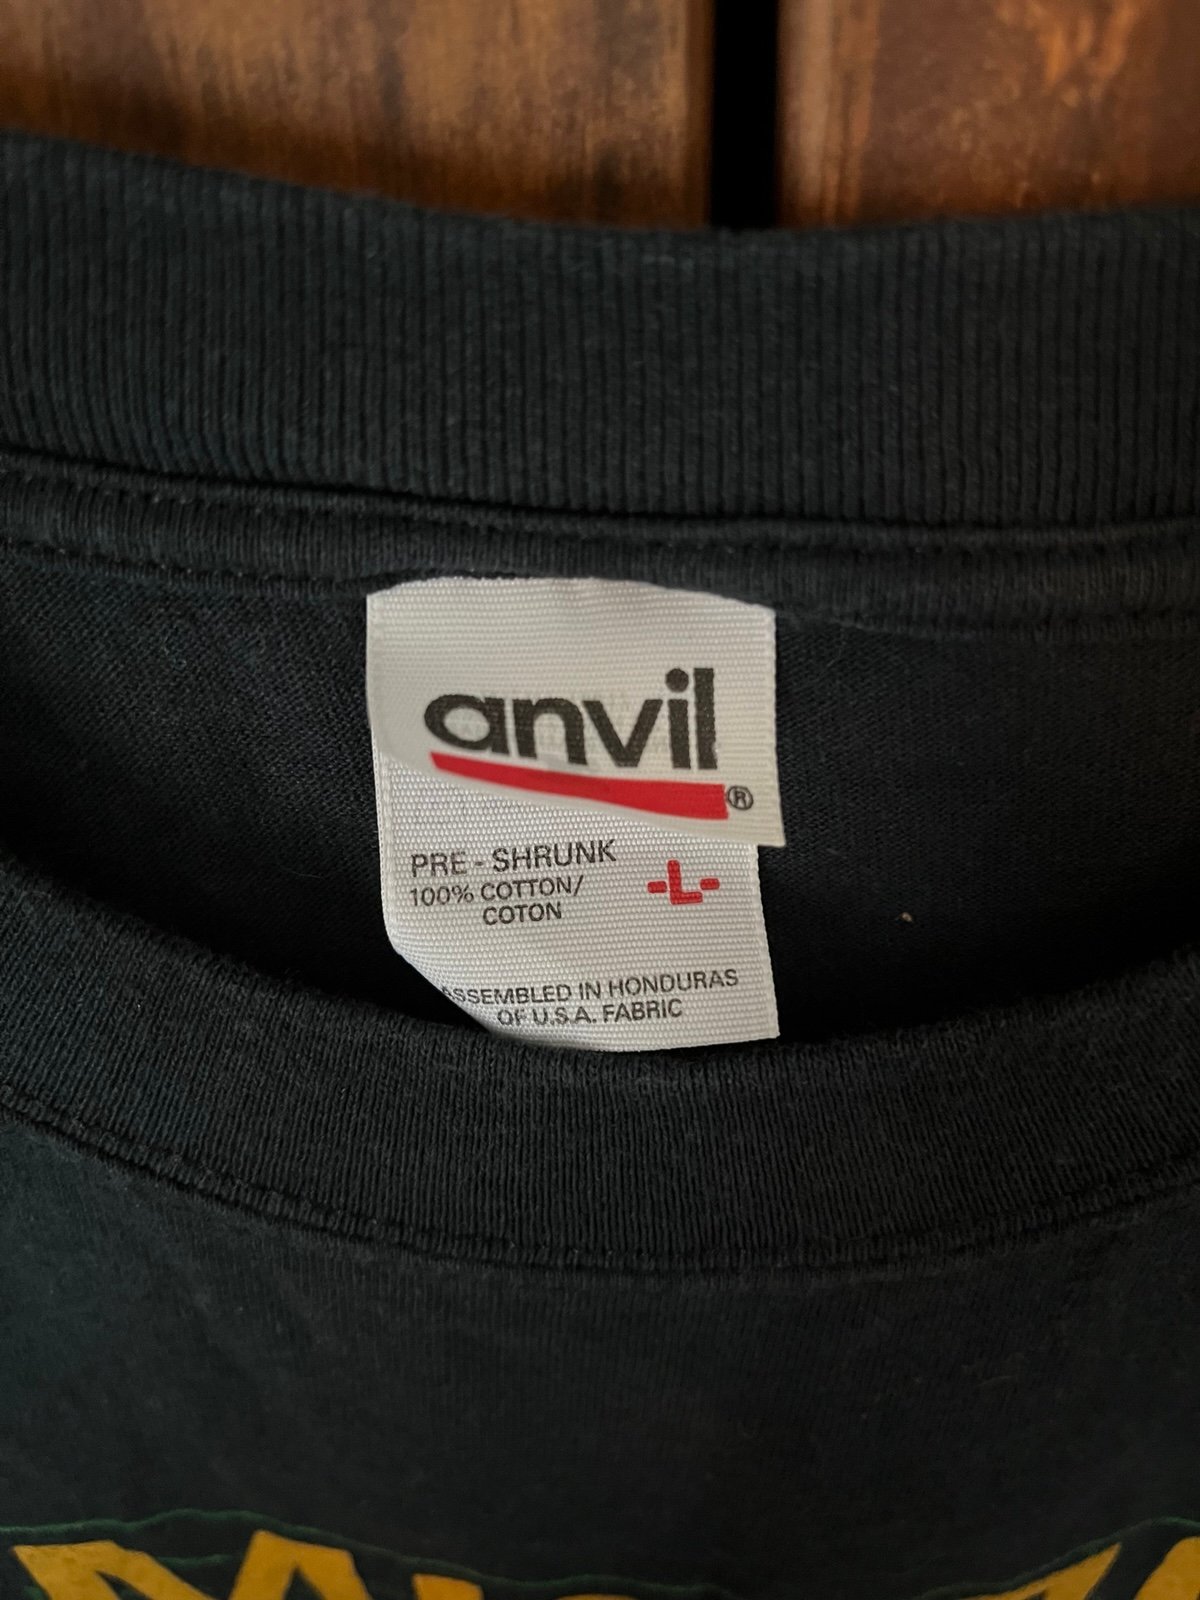 anvil
®
PRE - SHRUNK
100% COTTON/
COTON
-L-
ASSEMBLED IN HONDURAS
OF U.S.A. FABRIC